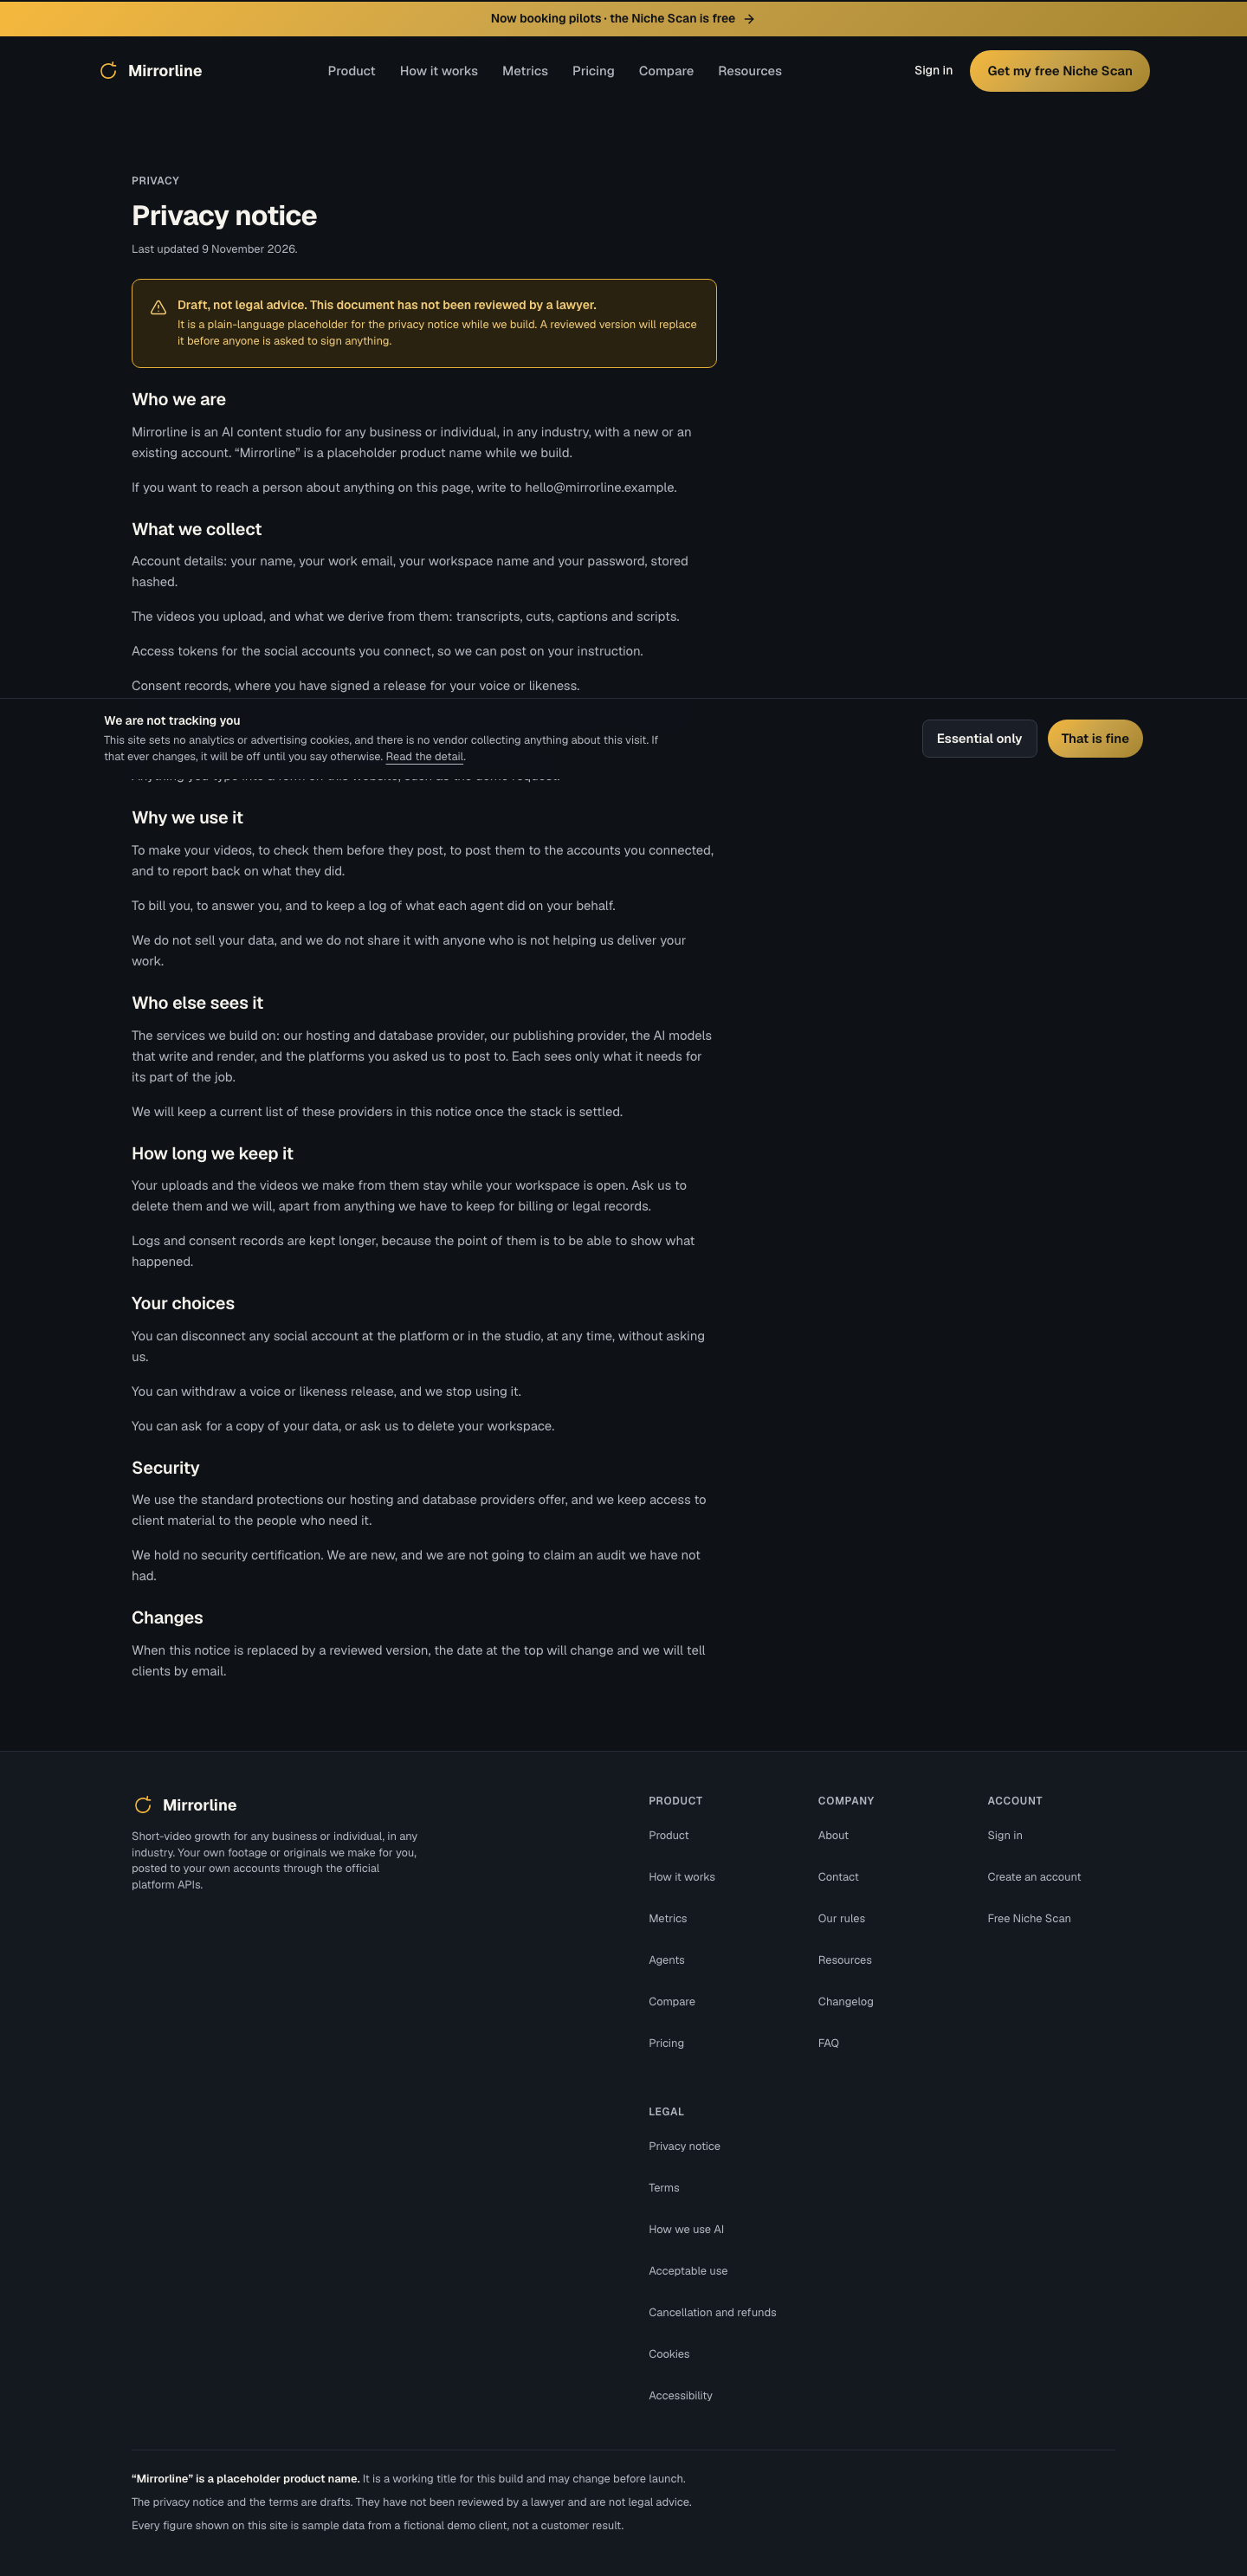 Now booking pilots · the Niche Scan is free →
Mirrorline
Product
How it works
Metrics
Pricing
Compare
Resources
Sign in
Get my free Niche Scan
PRIVACY
Privacy notice
Last updated 9 November 2026.
Draft, not legal advice. This document has not been reviewed by a lawyer.
It is a plain-language placeholder for the privacy notice while we build. A reviewed version will replace
it before anyone is asked to sign anything.
Who we are
Mirrorline is an AI content studio for any business or individual, in any industry, with a new or an
existing account. “Mirrorline” is a placeholder product name while we build.
If you want to reach a person about anything on this page, write to hello@mirrorline.example.
What we collect
Account details: your name, your work email, your workspace name and your password, stored
hashed.
The videos you upload, and what we derive from them: transcripts, cuts, captions and scripts.
Access tokens for the social accounts you connect, so we can post on your instruction.
Consent records, where you have signed a release for your voice or likeness.
We are not tracking you
This site sets no analytics or advertising cookies, and there is no vendor collecting anything about this visit. If
that ever changes, it will be off until you say otherwise. Read the detail.
Essential only
That is fine
Why we use it
To make your videos, to check them before they post, to post them to the accounts you connected,
and to report back on what they did.
To bill you, to answer you, and to keep a log of what each agent did on your behalf.
We do not sell your data, and we do not share it with anyone who is not helping us deliver your
work.
Who else sees it
The services we build on: our hosting and database provider, our publishing provider, the AI models
that write and render, and the platforms you asked us to post to. Each sees only what it needs for
its part of the job.
We will keep a current list of these providers in this notice once the stack is settled.
How long we keep it
Your uploads and the videos we make from them stay while your workspace is open. Ask us to
delete them and we will, apart from anything we have to keep for billing or legal records.
Logs and consent records are kept longer, because the point of them is to be able to show what
happened.
Your choices
You can disconnect any social account at the platform or in the studio, at any time, without asking
us.
You can withdraw a voice or likeness release, and we stop using it.
You can ask for a copy of your data, or ask us to delete your workspace.
Security
We use the standard protections our hosting and database providers offer, and we keep access to
client material to the people who need it.
We hold no security certification. We are new, and we are not going to claim an audit we have not
had.
Changes
When this notice is replaced by a reviewed version, the date at the top will change and we will tell
clients by email.
Mirrorline
Short-video growth for any business or individual, in any
industry. Your own footage or originals we make for you,
posted to your own accounts through the official
platform APIs.
PRODUCT
Product
How it works
Metrics
Agents
Compare
Pricing
COMPANY
About
Contact
Our rules
Resources
Changelog
FAQ
ACCOUNT
Sign in
Create an account
Free Niche Scan
LEGAL
Privacy notice
Terms
How we use AI
Acceptable use
Cancellation and refunds
Cookies
Accessibility
“Mirrorline” is a placeholder product name. It is a working title for this build and may change before launch.
The privacy notice and the terms are drafts. They have not been reviewed by a lawyer and are not legal advice.
Every figure shown on this site is sample data from a fictional demo client, not a customer result.